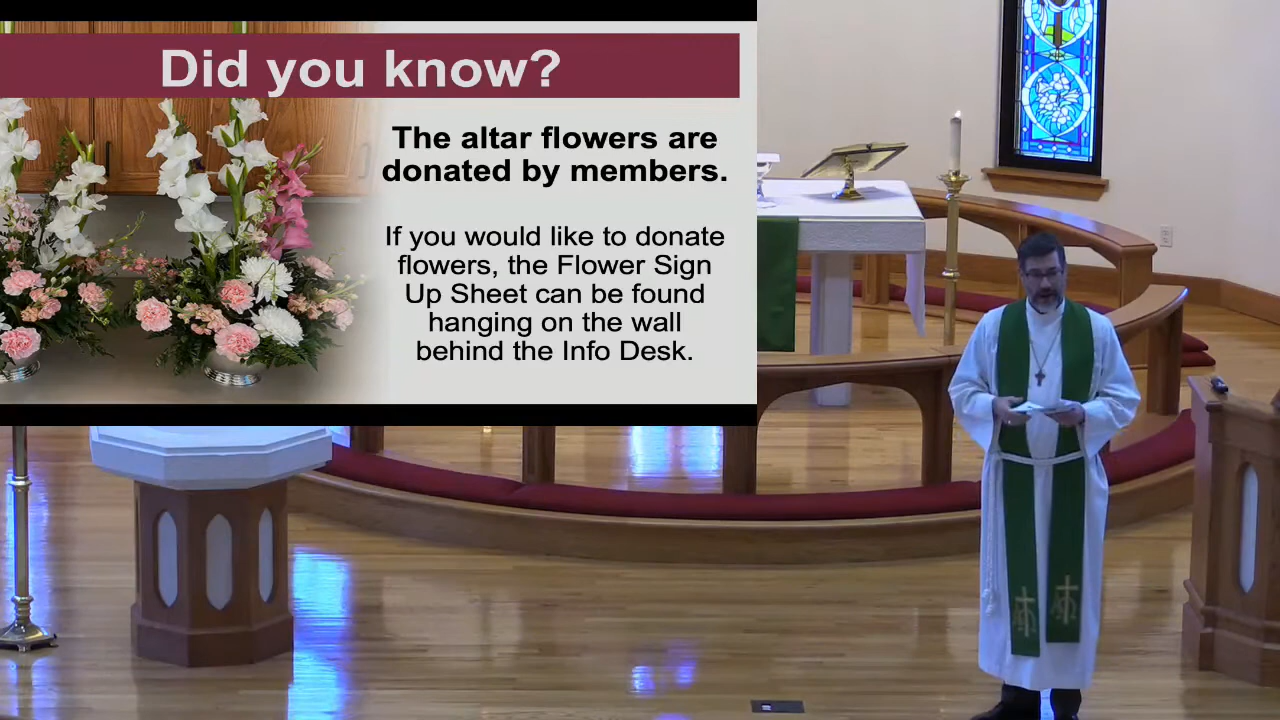 Did you know?
The altar flowers are
donated by members.
If you would like to donate
flowers, the Flower Sign
Up Sheet can be found
hanging on the wall
behind the Info Desk.